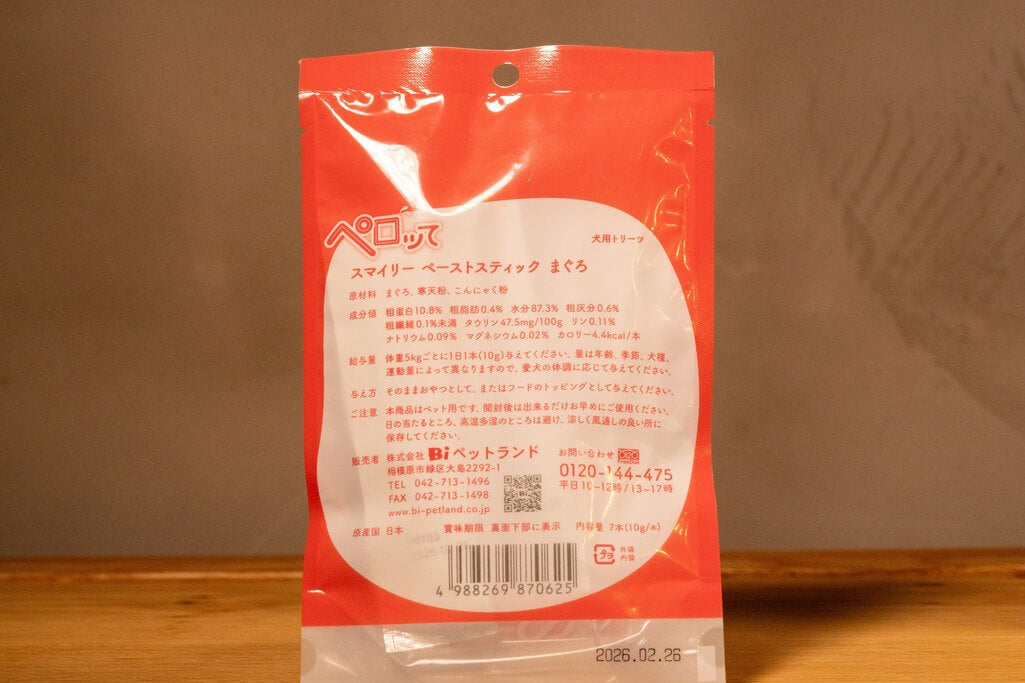 ペロッて
犬用トリーツ
スマイリー ペーストスティック まぐろ
原材料 まぐろ、寒天粉、こんにゃく粉
成分値 粗蛋白10.8% 粗脂肪0.4% 水分87.3% 粗灰分0.6%
粗繊維0.1%未満 タウリン47.5mg/100g リン0.11%
ナトリウム0.09% マグネシウム0.02% カロリー4.4kcal/本
給与量 体重5kgごとに1日1本(10g)与えてください。量は年齢、季節、犬種、
運動量によって異なりますので、愛犬の体調に応じて与えてください。
与え方 そのままおやつとして、またはフードのトッピングとして与えてください。
ご注意 本商品はペット用です。開封後は出来るだけお早めにご使用ください。
日の当たるところ、高温多湿のところは避け、涼しく風通しの良い所に
保存してください。
販売者 株式会社 Bi ペットランド
相模原市緑区大島2292-1
TEL 042-713-1496
FAX 042-713-1498
www.bi-petland.co.jp
お問い合わせ
0120-144-475
平日10~12時/13~17時
原産国 日本 賞味期限 裏面下部に表示 内容量 7本(10g/本)
プラ 外袋
内袋
4 988269 870625
2026.02.26